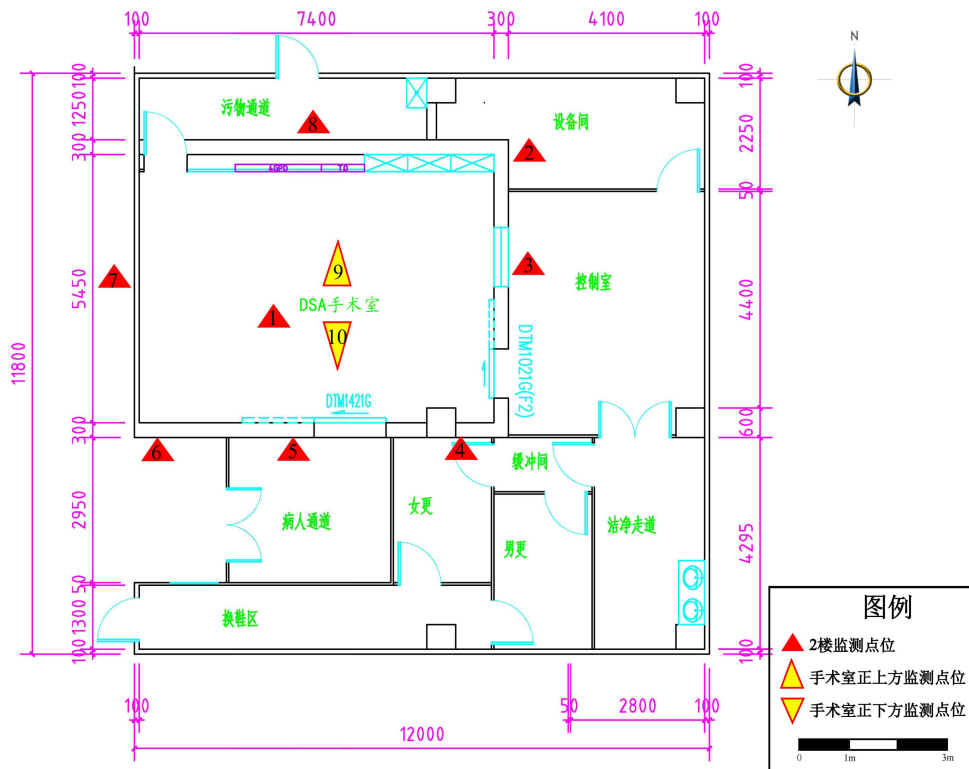 100
7400
300
4100
100
N
100
1250
300
5450
11800
300
2950
50
1300
100
100
2250
50
4400
600
4295
100
污物通道
8
设备间
2
4GPD
TQ
7
9
3
控制室
DSA手术室
1
10
DTM1021G(F2)
DTM1421G
6
5
4
缓冲间
女更
病人通道
洁净走道
男更
换鞋区
图例
2楼监测点位
手术室正上方监测点位
手术室正下方监测点位
0 1m 3m
100
50
2800
100
12000